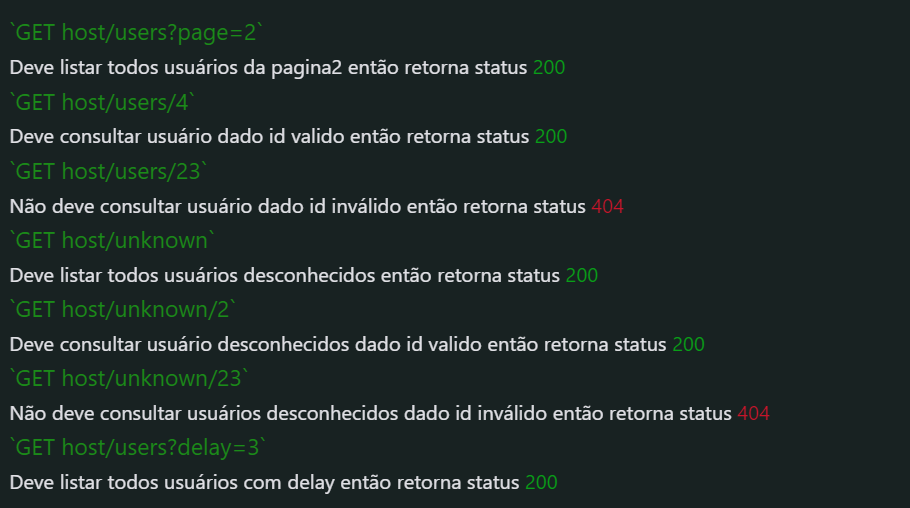 `GET host/users?page=2`
Deve listar todos usuários da pagina2 então retorna status 200
`GET host/users/4`
Deve consultar usuário dado id valido então retorna status 200
`GET host/users/23`
Não deve consultar usuário dado id inválido então retorna status 404
`GET host/unknown`
Deve listar todos usuários desconhecidos então retorna status 200
`GET host/unknown/2`
Deve consultar usuário desconhecidos dado id valido então retorna status 200
`GET host/unknown/23`
Não deve consultar usuários desconhecidos dado id inválido então retorna status 404
`GET host/users?delay=3`
Deve listar todos usuários com delay então retorna status 200